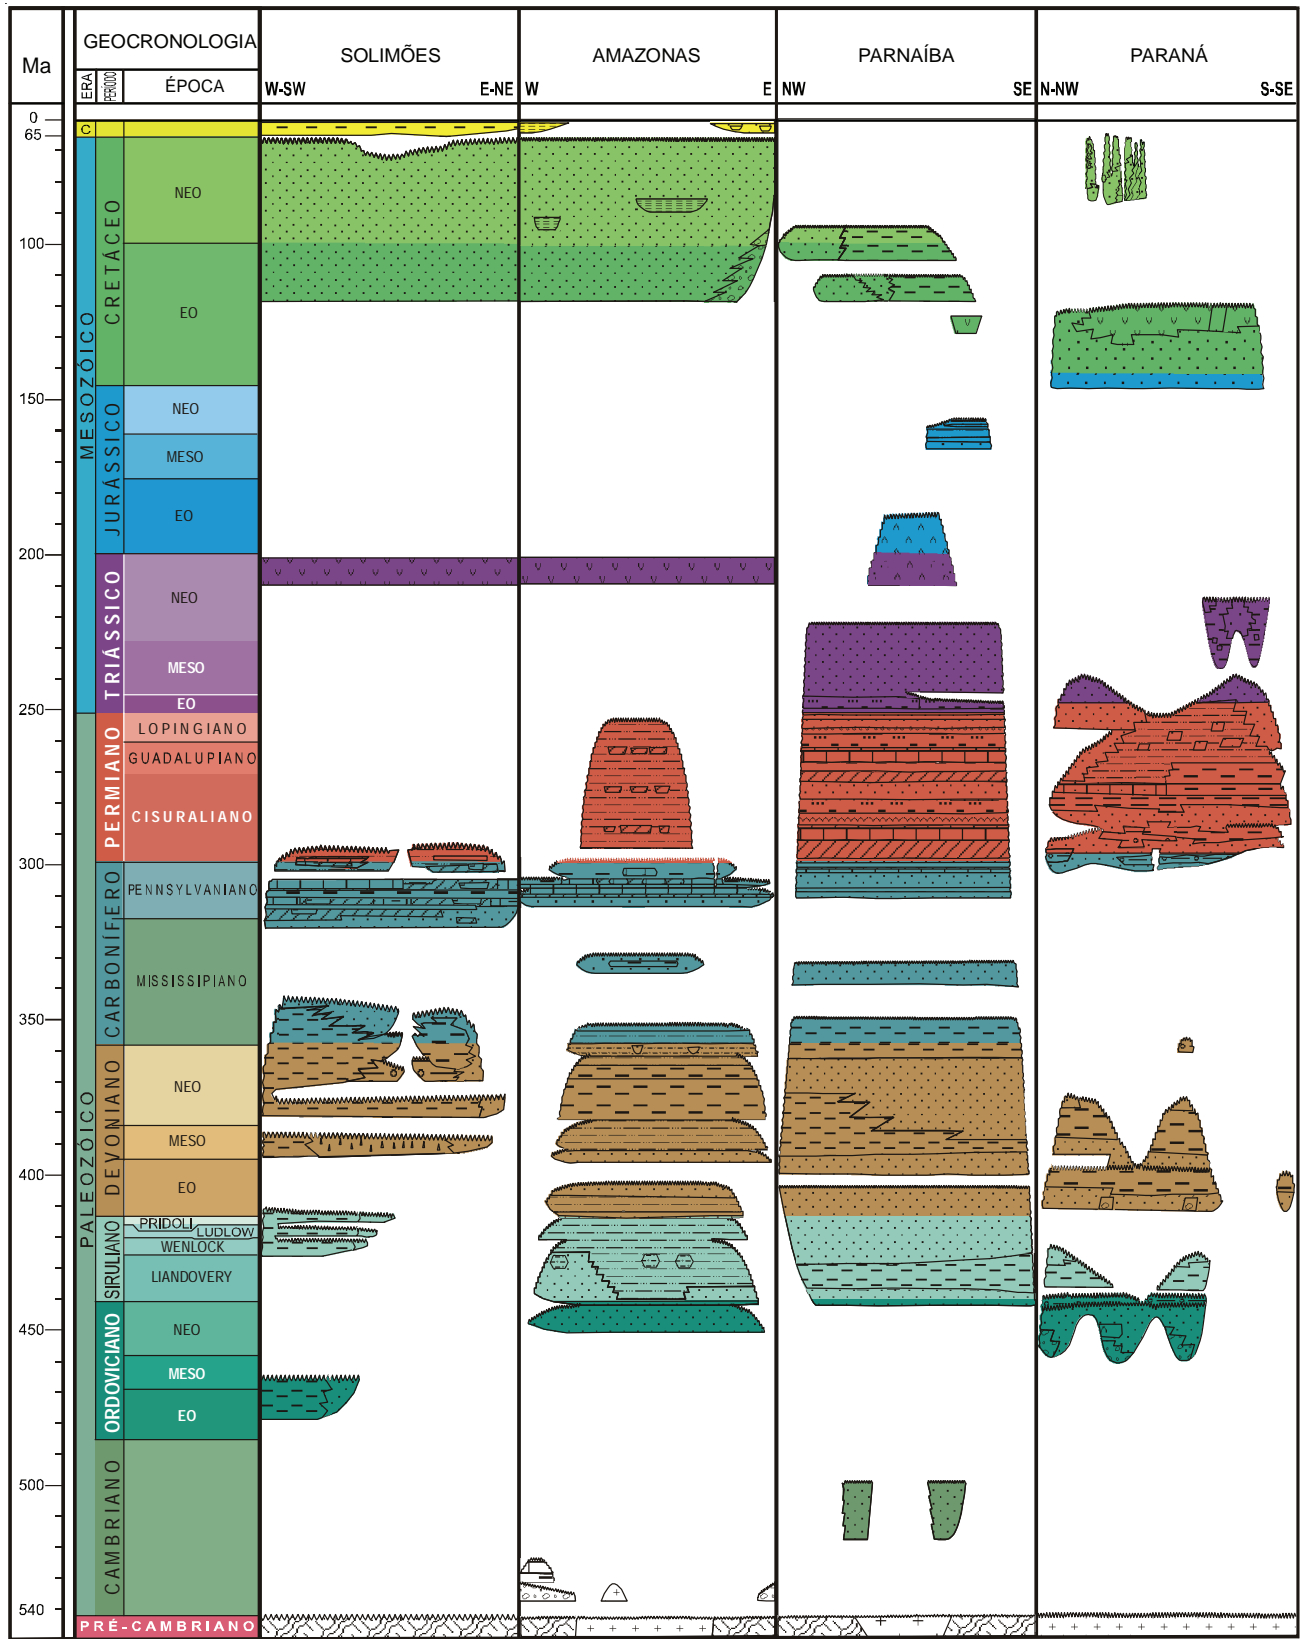 GEOCRONOLOGIA
Ma
ERA
PERÍODO
ÉPOCA
SOLIMÕES
W-SW
E-NE
AMAZONAS
W
E
PARNAÍBA
NW
SE
PARANÁ
N-NW
S-SE
0
65
100
150
200
250
300
350
400
450
500
540
C
MESOZÓICO
CRETÁCEO
NEO
EO
JURÁSSICO
NEO
MESO
EO
TRIÁSSICO
NEO
MESO
EO
PALEOZÓICO
PERMIANO
LOPINGIANO
GUADALUPIANO
CISURALIANO
CARBONÍFERO
PENNSYLVANIANO
MISSISSIPIANO
DEVONIANO
NEO
MESO
EO
SIRULIANO
PRIDOLI
LUDLOW
WENLOCK
LIANDOVERY
ORDOVICIANO
NEO
MESO
EO
CAMBRIANO
PRÉ-CAMBRIANO